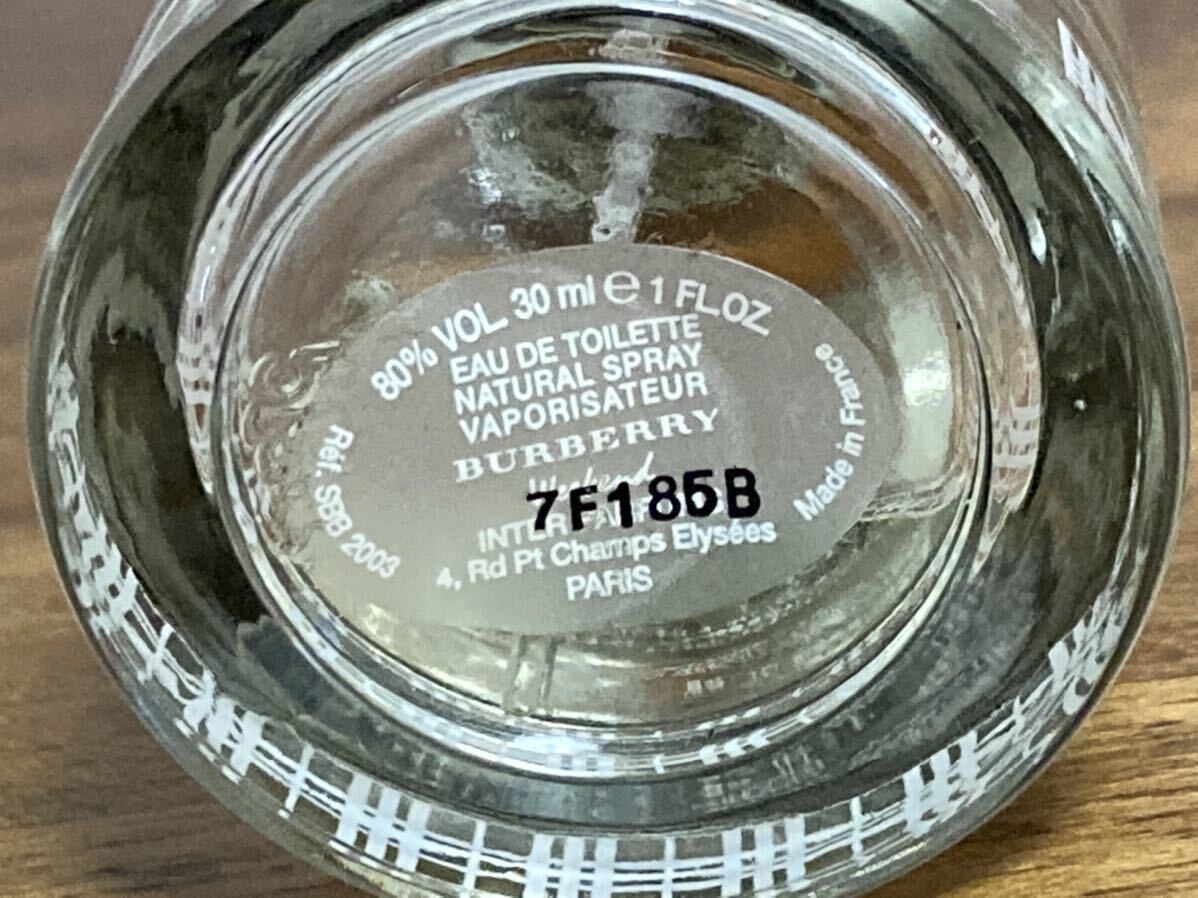 80% VOL 30 ml ℮ 1 FL OZ
EAU DE TOILETTE
NATURAL SPRAY
VAPORISATEUR
BURBERRY
Weekend
7F185B
4, Rd Pt Champs Elysées
PARIS
Réf. SBB 2003
Made in France